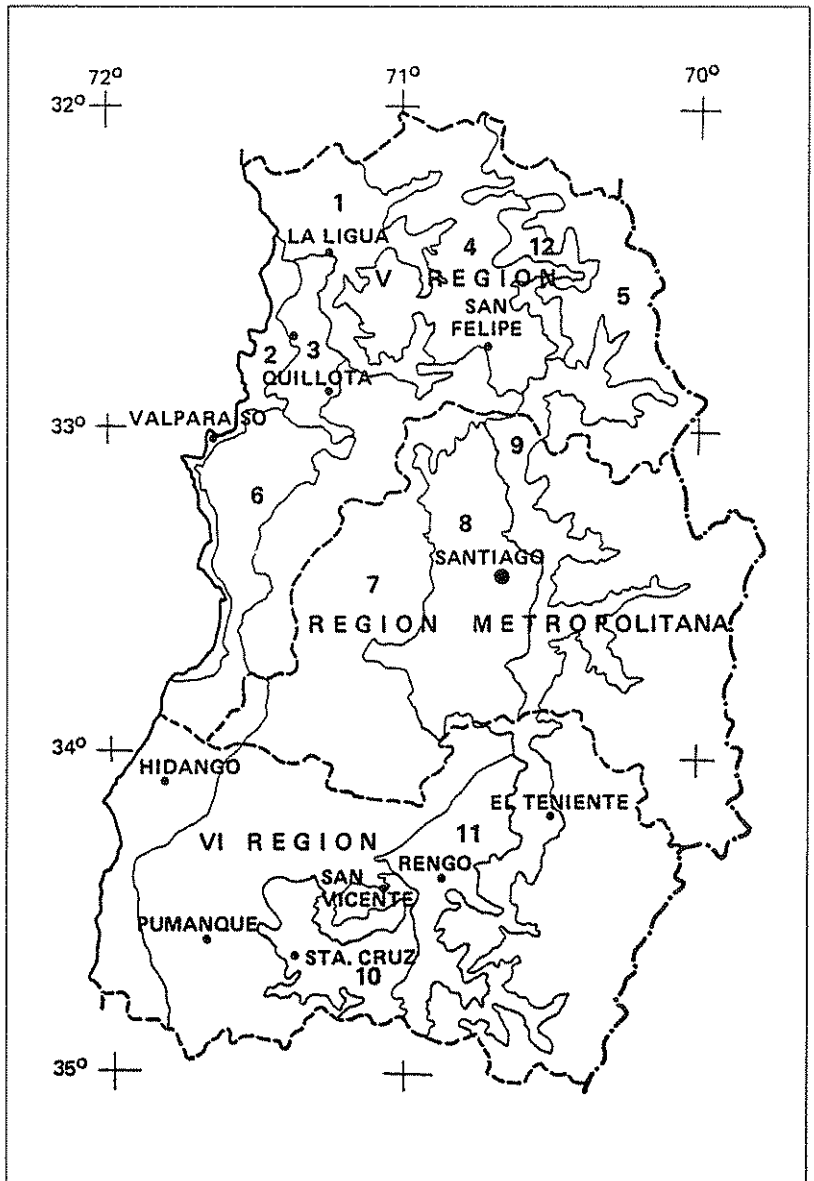 72°
71°
70°
32°
1
LA LIGUA
4
12
V REGION
5
SAN
FELIPE
2
3
QUILLOTA
VALPARAISO
33°
9
6
8
SANTIAGO
7
REGION METROPOLITANA
34°
HIDANGO
EL TENIENTE
VI REGION
11
RENGO
SAN
VICENTE
PUMANQUE
STA. CRUZ
10
35°